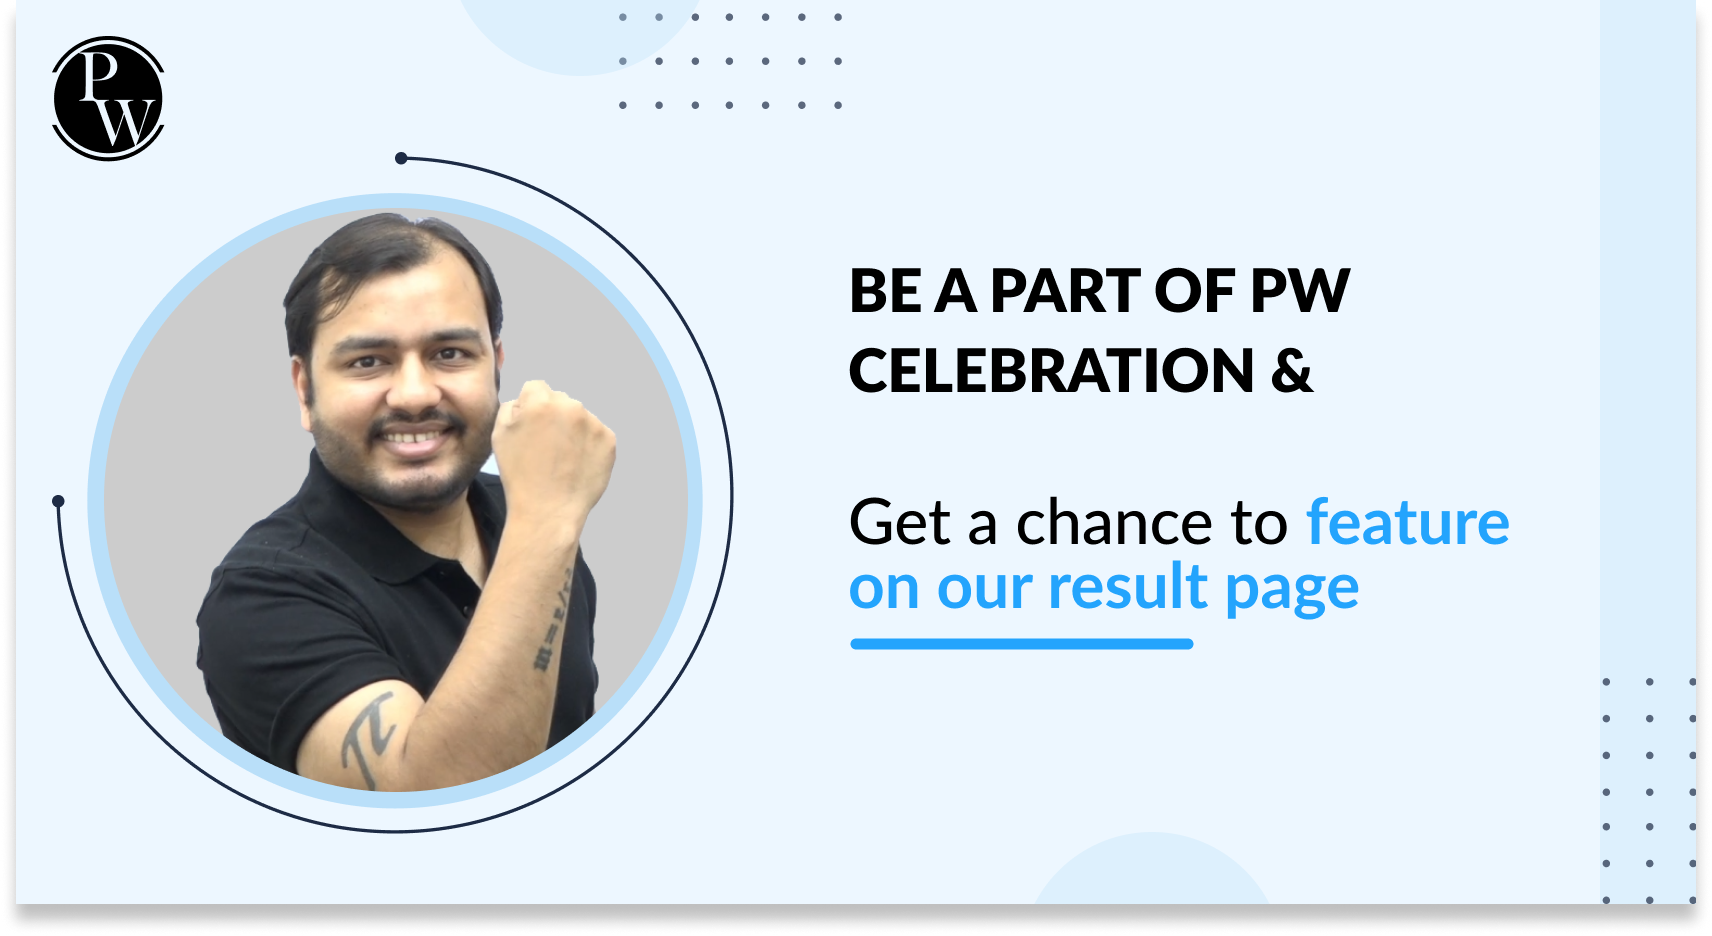 P
W
BE A PART OF PW
CELEBRATION &
Get a chance to feature
on our result page
π